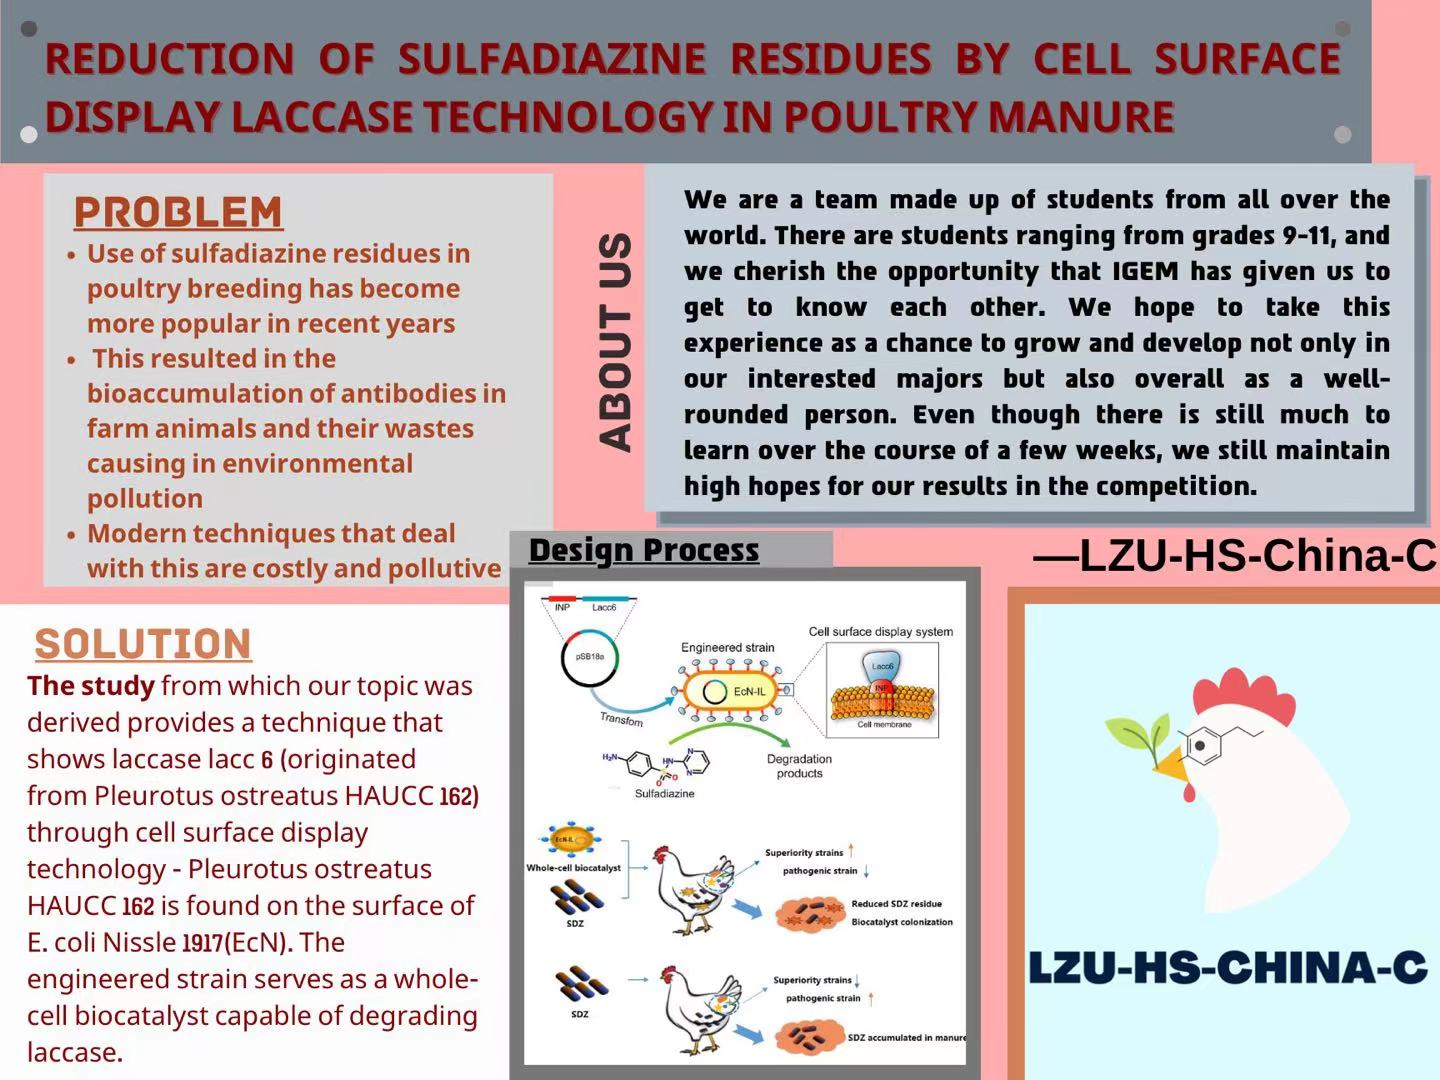 REDUCTION OF SULFADIAZINE RESIDUES BY CELL SURFACE
DISPLAY LACCASE TECHNOLOGY IN POULTRY MANURE
PROBLEM
• Use of sulfadiazine residues in
poultry breeding has become
more popular in recent years
• This resulted in the
bioaccumulation of antibodies in
farm animals and their wastes
causing in environmental
pollution
• Modern techniques that deal
with this are costly and pollutive
ABOUT US
We are a team made up of students from all over the
world. There are students ranging from grades 9-11, and
we cherish the opportunity that IGEM has given us to
get to know each other. We hope to take this
experience as a chance to grow and develop not only in
our interested majors but also overall as a well-
rounded person. Even though there is still much to
learn over the course of a few weeks, we still maintain
high hopes for our results in the competition.
—LZU-HS-China-C
SOLUTION
The study from which our topic was
derived provides a technique that
shows laccase lacc 6 (originated
from Pleurotus ostreatus HAUCC 162)
through cell surface display
technology - Pleurotus ostreatus
HAUCC 162 is found on the surface of
E. coli Nissle 1917(EcN). The
engineered strain serves as a whole-
cell biocatalyst capable of degrading
laccase.
Design Process
INP Lacc6
pSB18a
Transfom
Engineered strain
EcN-IL
Cell surface display system
Lacc6
INP
Cell membrane
H₂N
NH
N
N
S
O
O
Sulfadiazine
Degradation
products
EcN-IL
Whole-cell biocatalyst
SDZ
Superiority strains ↑
pathogenic strain ↓
Reduced SDZ residue
Biocatalyst colonization
SDZ
Superiority strains ↓
pathogenic strain ↑
SDZ accumulated in manure
LZU-HS-CHINA-C